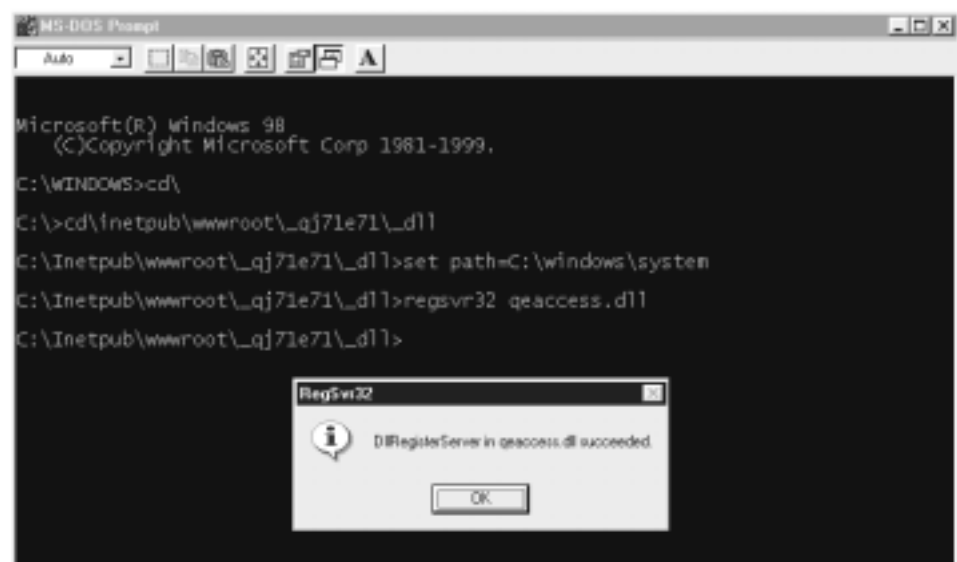 MS-DOS Prompt
Auto
A
Microsoft(R) Windows 98
(C)Copyright Microsoft Corp 1981-1999.
C:\WINDOWS>cd\
C:\>cd\inetpub\wwwroot\_qj71e71\_dll
C:\Inetpub\wwwroot\_qj71e71\_dll>set path=C:\windows\system
C:\Inetpub\wwwroot\_qj71e71\_dll>regsvr32 qeaccess.dll
C:\Inetpub\wwwroot\_qj71e71\_dll>
RegSvr32
DllRegisterServer in qeaccess.dll succeeded.
OK